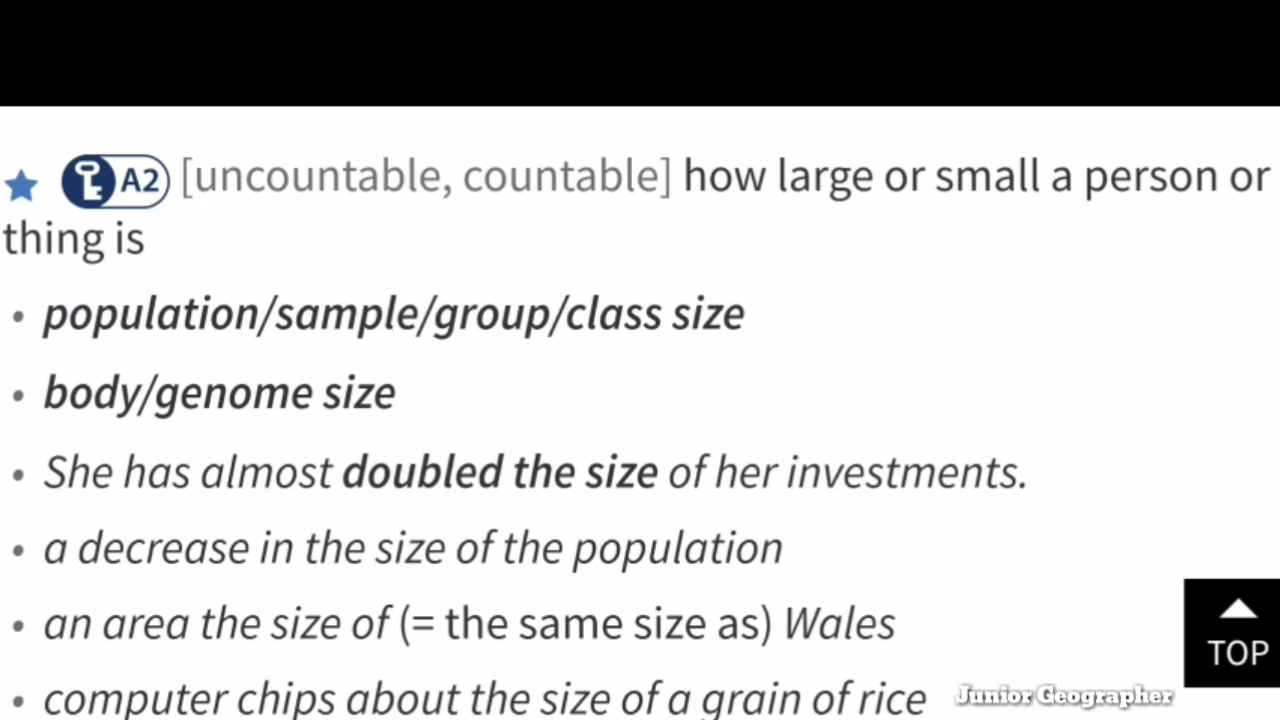 A2 [uncountable, countable] how large or small a person or
thing is
• population/sample/group/class size
• body/genome size
• She has almost doubled the size of her investments.
• a decrease in the size of the population
• an area the size of (= the same size as) Wales
TOP
• computer chips about the size of a grain of rice
Junior Geographer